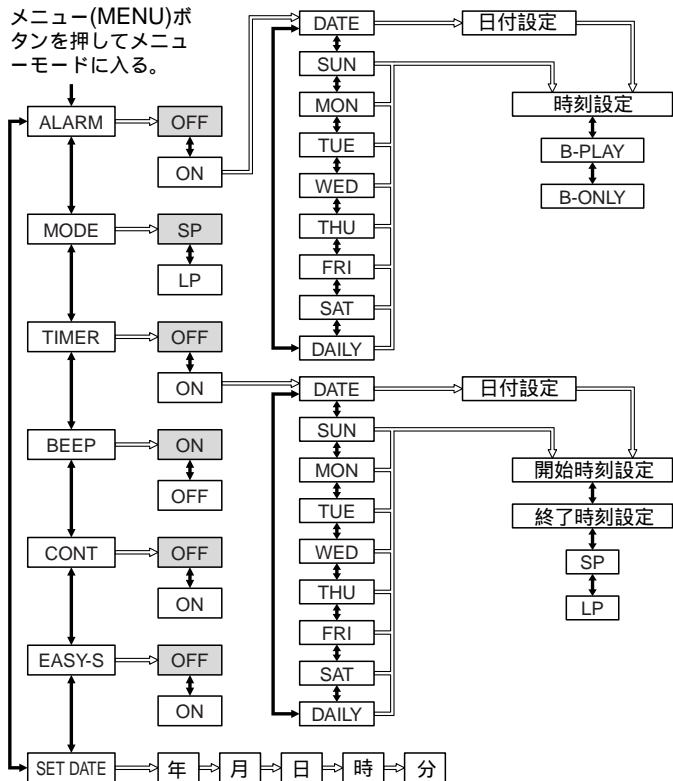 メニュー(MENU)ボ
タンを押してメニュ
ーモードに入る。
ALARM
OFF
ON
MODE
SP
LP
TIMER
OFF
ON
BEEP
ON
OFF
CONT
OFF
ON
EASY-S
OFF
ON
SET DATE
年
月
日
時
分
DATE
日付設定
SUN
MON
TUE
WED
THU
FRI
SAT
DAILY
時刻設定
B-PLAY
B-ONLY
DATE
日付設定
SUN
MON
TUE
WED
THU
FRI
SAT
DAILY
開始時刻設定
終了時刻設定
SP
LP